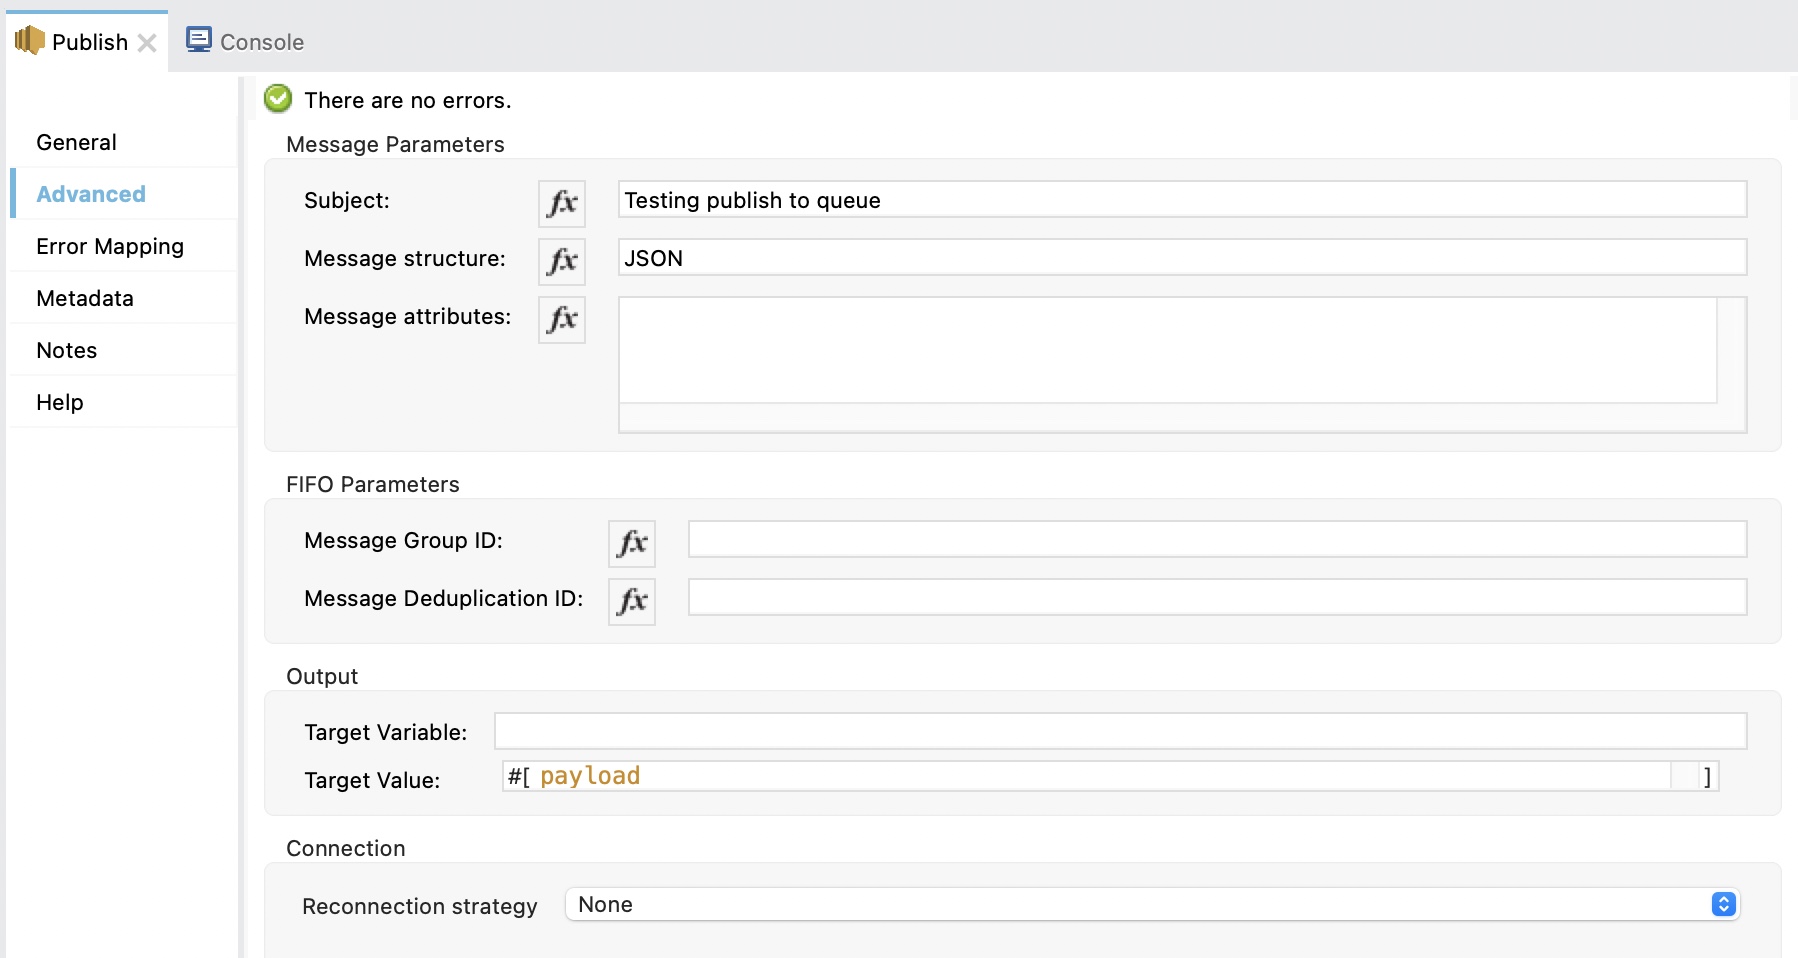 Publish
Console
There are no errors.
General
Advanced
Error Mapping
Metadata
Notes
Help
Message Parameters
Subject: fx Testing publish to queue
Message structure: fx JSON
Message attributes: fx
FIFO Parameters
Message Group ID: fx
Message Deduplication ID: fx
Output
Target Variable:
Target Value: #[ payload ]
Connection
Reconnection strategy None